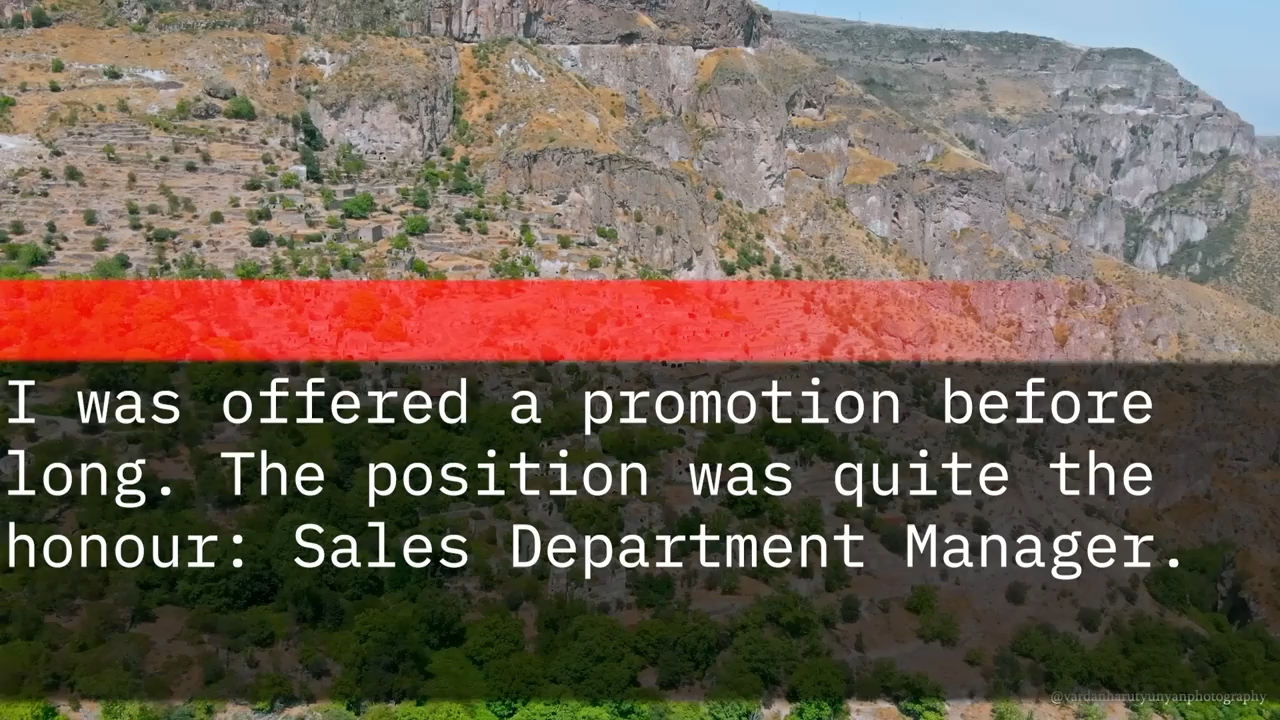 I was offered a promotion before
long. The position was quite the
honour: Sales Department Manager.
@vardanharutyunyanphotography